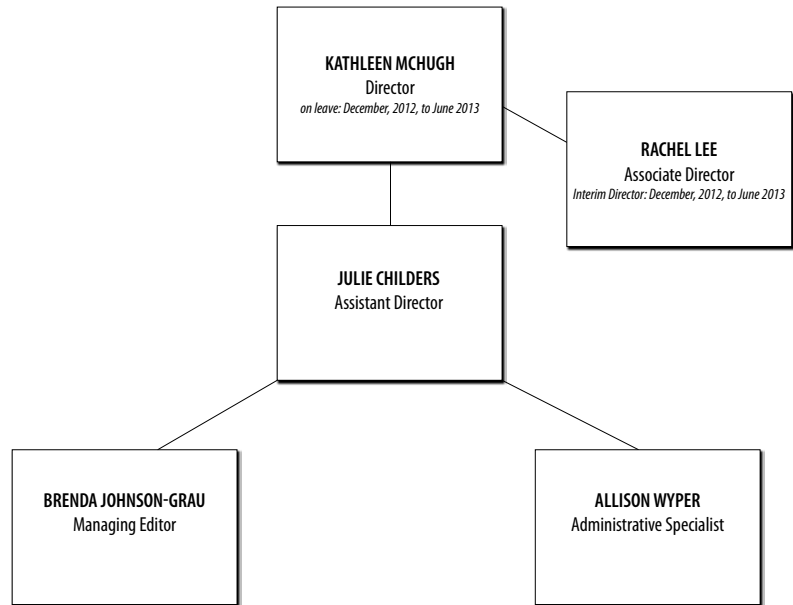 KATHLEEN MCHUGH
Director
on leave: December, 2012, to June 2013
RACHEL LEE
Associate Director
Interim Director: December, 2012, to June 2013
JULIE CHILDERS
Assistant Director
BRENDA JOHNSON-GRAU
Managing Editor
ALLISON WYPER
Administrative Specialist